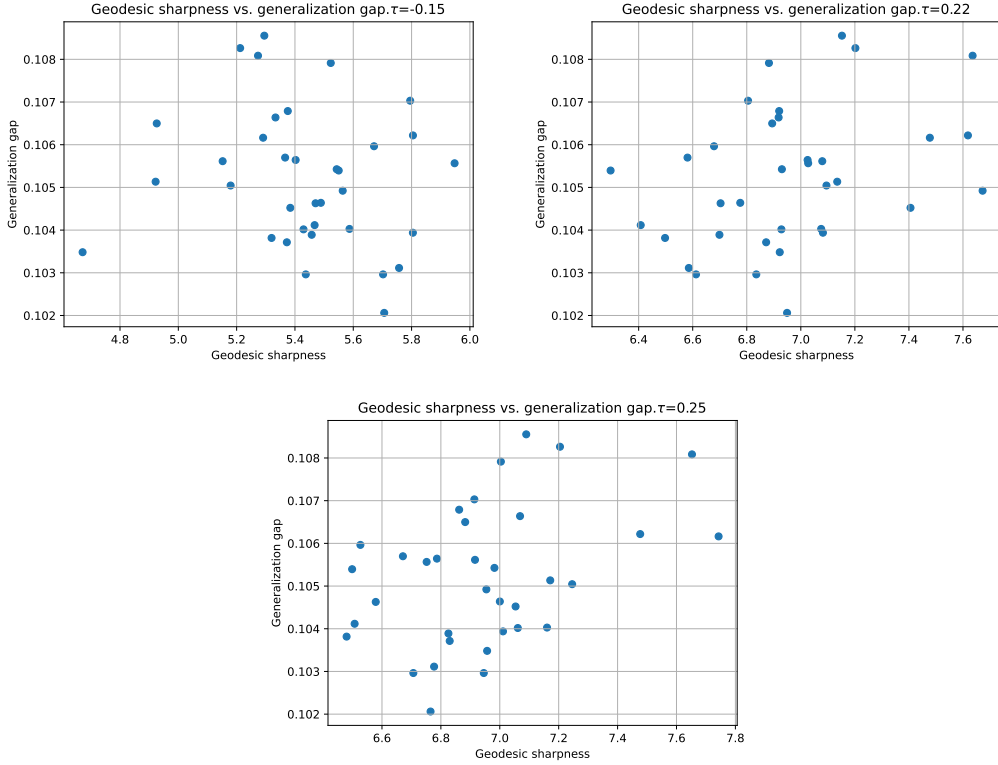 Geodesic sharpness vs. generalization gap.τ=-0.15
Generalization gap
0.108
0.107
0.106
0.105
0.104
0.103
0.102
4.8 5.0 5.2 5.4 5.6 5.8 6.0
Geodesic sharpness
Geodesic sharpness vs. generalization gap.τ=0.22
Generalization gap
0.108
0.107
0.106
0.105
0.104
0.103
0.102
6.4 6.6 6.8 7.0 7.2 7.4 7.6
Geodesic sharpness
Geodesic sharpness vs. generalization gap.τ=0.25
Generalization gap
0.108
0.107
0.106
0.105
0.104
0.103
0.102
6.6 6.8 7.0 7.2 7.4 7.6 7.8
Geodesic sharpness